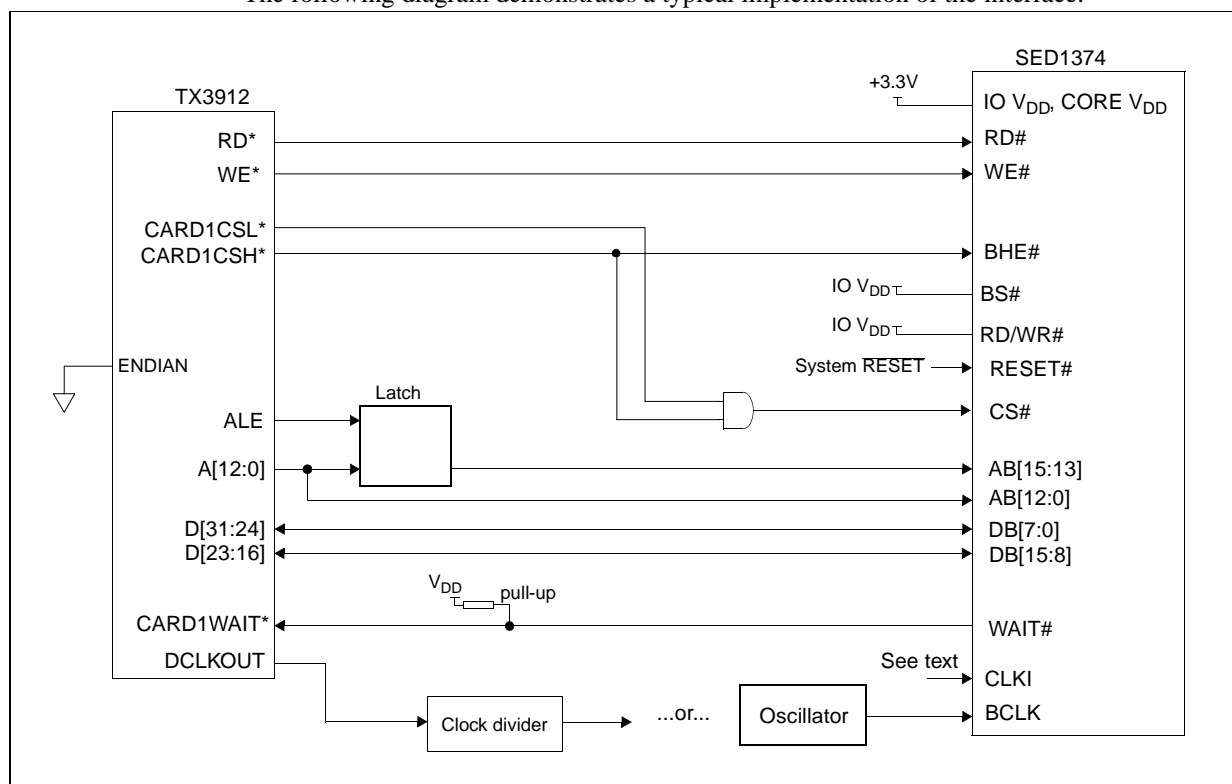 The following diagram demonstrates a typical implementation of the interface.
SED1374
+3.3V
TX3912
IO VDD, CORE VDD
RD*
RD#
WE*
WE#
CARD1CSL*
CARD1CSH*
BHE#
IO VDD
BS#
IO VDD
RD/WR#
ENDIAN
System RESET
RESET#
Latch
ALE
CS#
A[12:0]
AB[15:13]
AB[12:0]
D[31:24]
DB[7:0]
D[23:16]
DB[15:8]
VDD
pull-up
CARD1WAIT*
WAIT#
DCLKOUT
See text
CLKI
Clock divider
...or...
Oscillator
BCLK